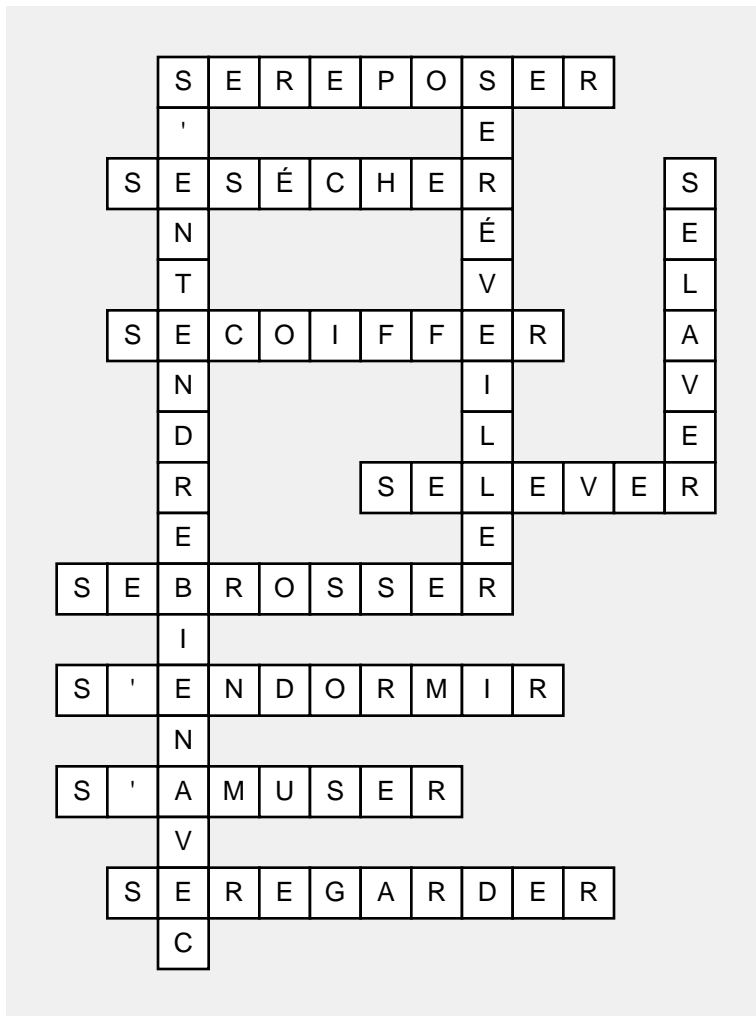 SEREPOSER
S'ENTENDREBIENAVEC
SERÉVEILLER
SESÉCHER
SELAVER
SECOIFFER
SELEVER
SEBROSSER
S'ENDORMIR
S'AMUSER
SEREGARDER